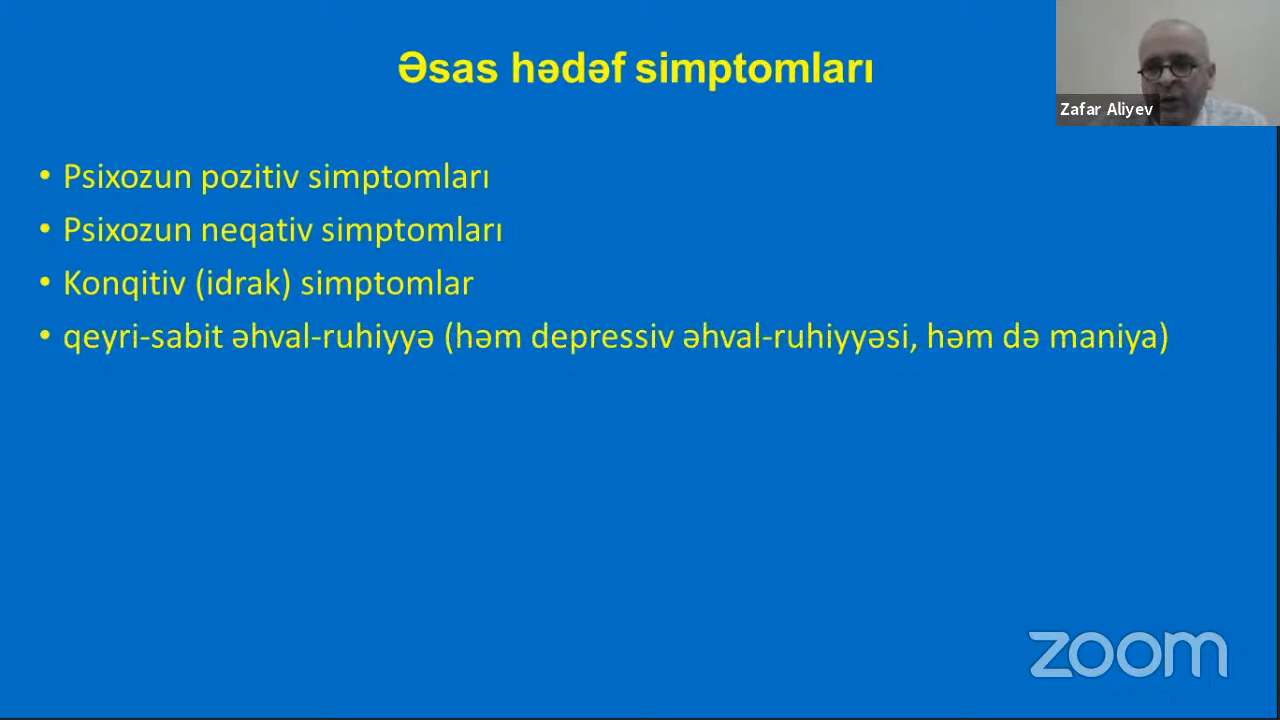 Əsas hədəf simptomları
Zafar Aliyev
• Psixozun pozitiv simptomları
• Psixozun neqativ simptomları
• Konqitiv (idrak) simptomlar
• qeyri-sabit əhval-ruhiyyə (həm depressiv əhval-ruhiyyəsi, həm də maniya)
zoom